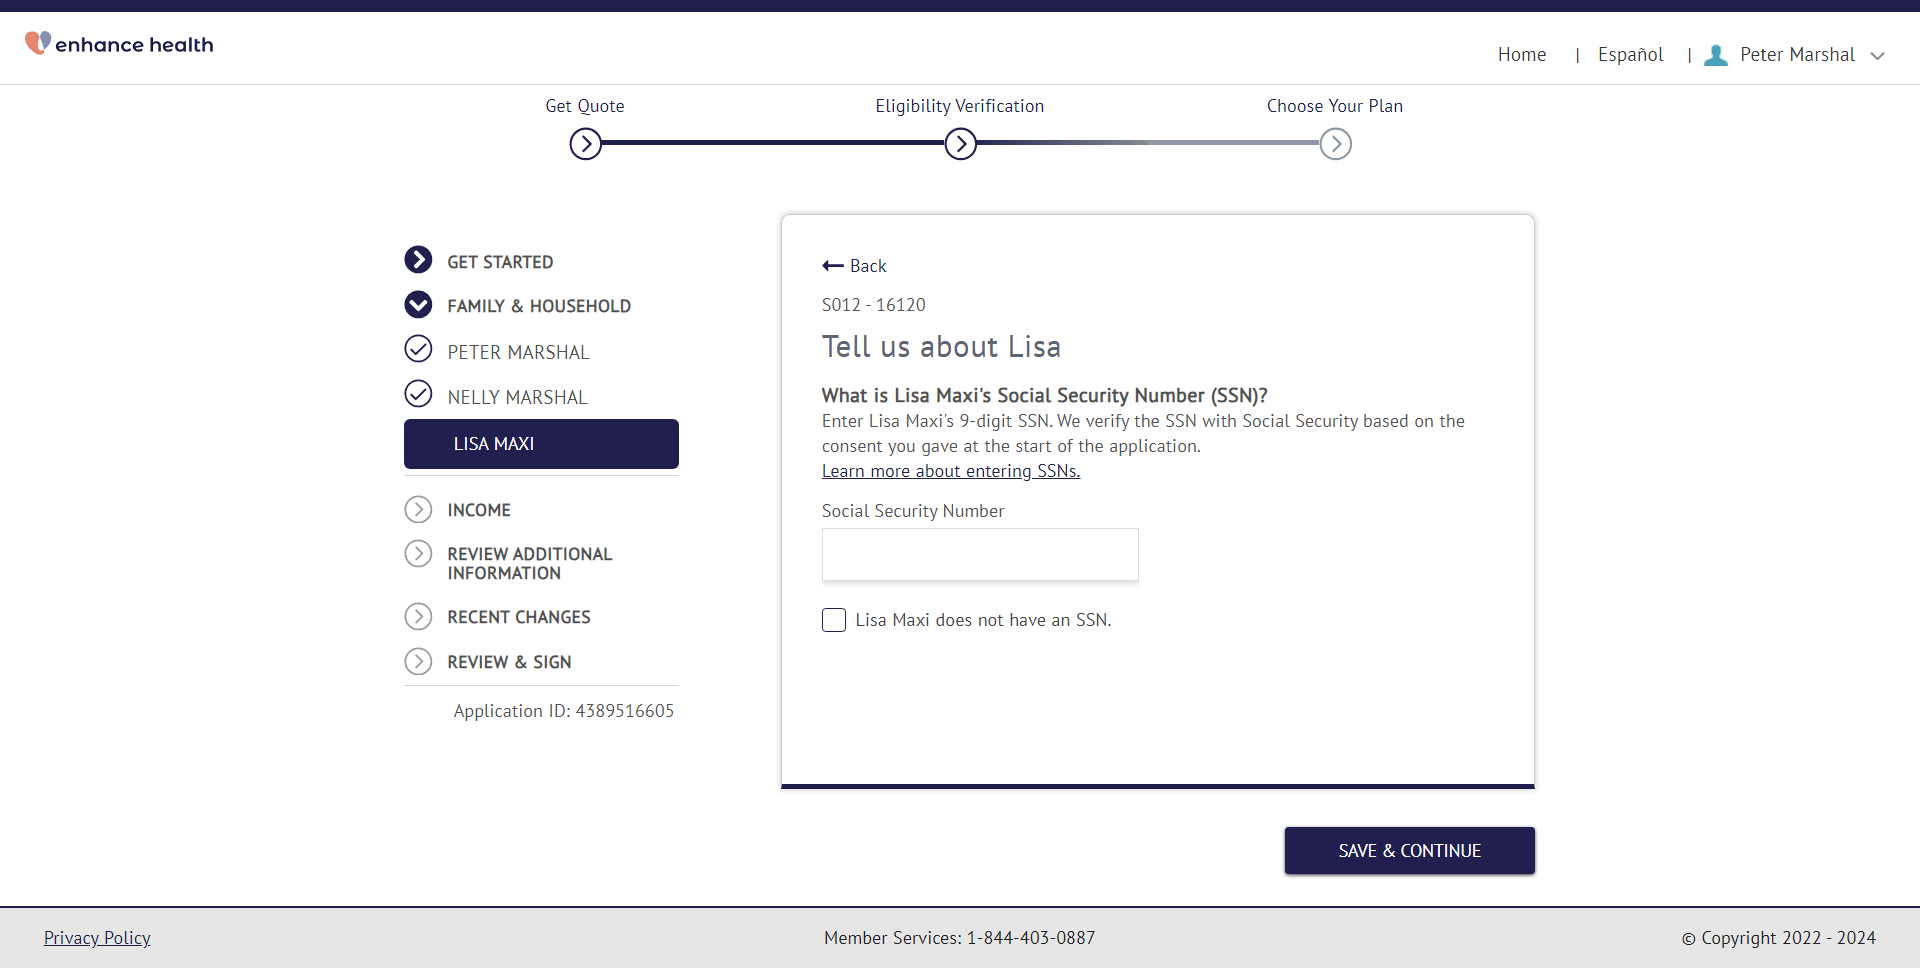 enhance health
Home | Español | Peter Marshal
Get Quote
Eligibility Verification
Choose Your Plan
GET STARTED
FAMILY & HOUSEHOLD
PETER MARSHAL
NELLY MARSHAL
LISA MAXI
INCOME
REVIEW ADDITIONAL
INFORMATION
RECENT CHANGES
REVIEW & SIGN
Application ID: 4389516605
Back
S012 - 16120
Tell us about Lisa
What is Lisa Maxi's Social Security Number (SSN)?
Enter Lisa Maxi's 9-digit SSN. We verify the SSN with Social Security based on the
consent you gave at the start of the application.
Learn more about entering SSNs.
Social Security Number
Lisa Maxi does not have an SSN.
SAVE & CONTINUE
Privacy Policy
Member Services: 1-844-403-0887
© Copyright 2022 - 2024